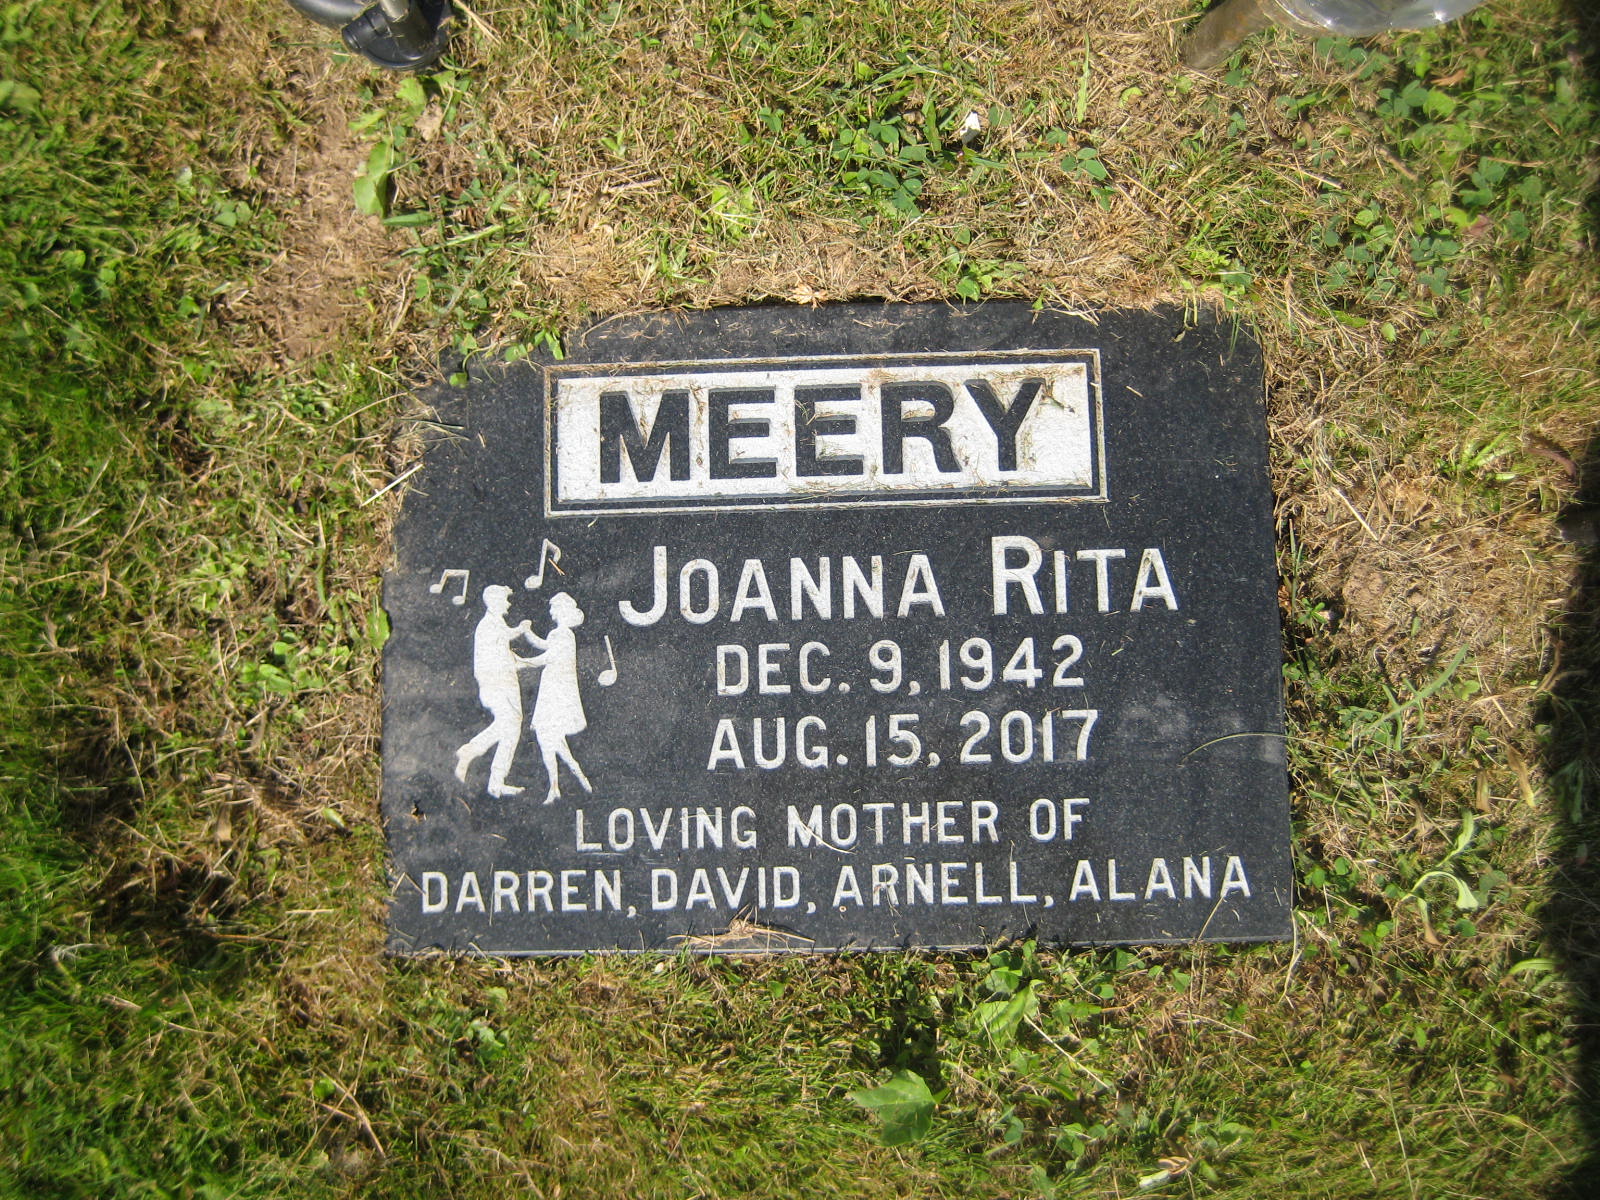 MEERY
JOANNA RITA
DEC. 9, 1942
AUG. 15, 2017
LOVING MOTHER OF
DARREN, DAVID, ARNELL, ALANA